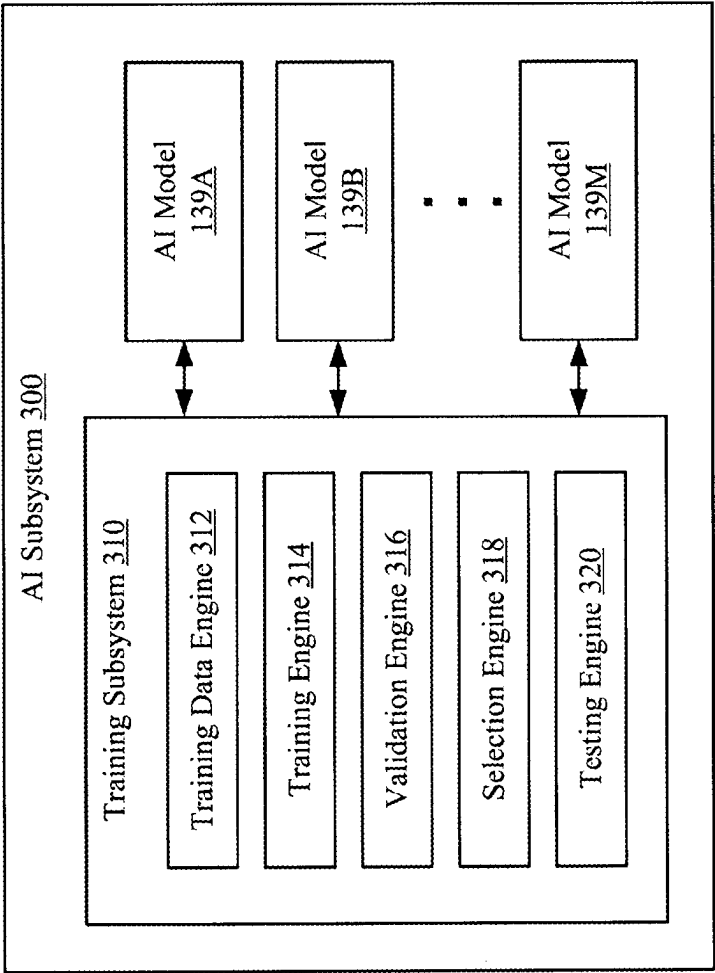 AI Subsystem 300
Training Subsystem 310
Training Data Engine 312
Training Engine 314
Validation Engine 316
Selection Engine 318
Testing Engine 320
AI Model
139A
AI Model
139B
AI Model
139M